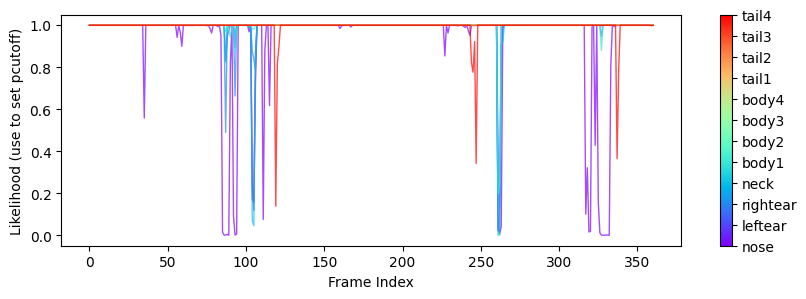 1.0
0.8
0.6
0.4
0.2
0.0
Likelihood (use to set pcutoff)
0 50 100 150 200 250 300 350
Frame Index
tail4
tail3
tail2
tail1
body4
body3
body2
body1
neck
rightear
leftear
nose